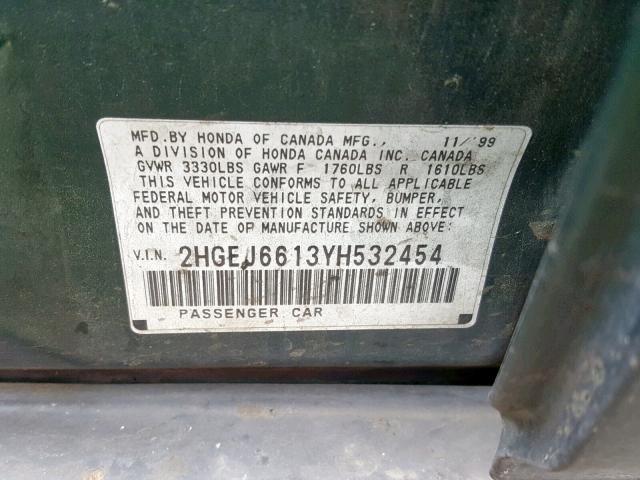 MFD.BY HONDA OF CANADA MFG., 11/'99
A DIVISION OF HONDA CANADA INC. CANADA
GVWR 3330LBS GAWR F 1760LBS R 1610LBS
THIS VEHICLE CONFORMS TO ALL APPLICABLE
FEDERAL MOTOR VEHICLE SAFETY, BUMPER,
AND THEFT PREVENTION STANDARDS IN EFFECT
ON THE DATE OF MANUFACTURE SHOWN ABOVE:
V.I.N. 2HGEJ6613YH532454
PASSENGER CAR